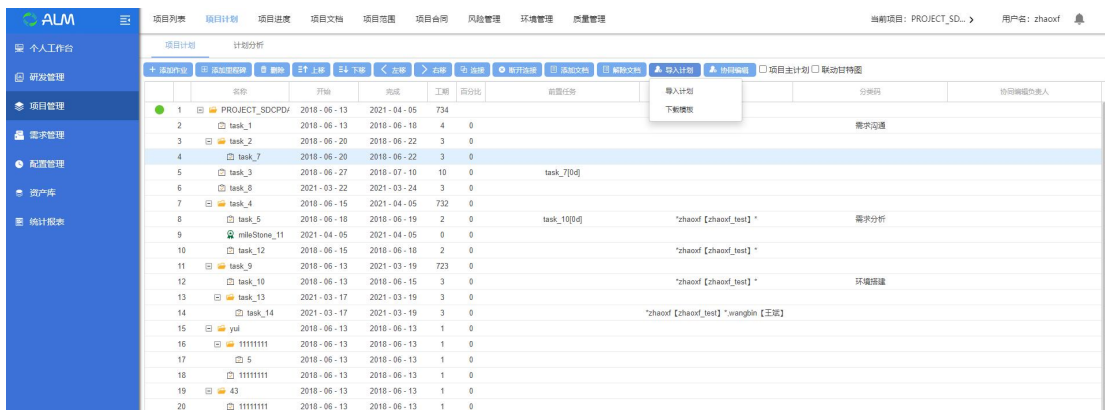 ALM 项目列表 项目计划 项目进度 项目文档 项目范围 项目合同 风险管理 环境管理 质量管理 当前项目: PROJECT_SD... 用户名: zhaoxf
个人工作台
研发管理
项目管理
需求管理
配置管理
资产库
统计报表
项目计划 计划分析
添加作业 添加里程碑 删除 上移 下移 左移 右移 连接 断开连接 添加文档 解除文档 导入计划 协同编辑 项目主计划 联动甘特图
导入计划
下载模板
名称 开始 完成 工期 百分比 前置任务 分类码 协同编辑负责人
1 PROJECT_SDCPDA 2018 - 06 - 13 2021 - 04 - 05 734
2 task_1 2018 - 06 - 13 2018 - 06 - 18 4 0 需求沟通
3 task_2 2018 - 06 - 20 2018 - 06 - 22 3 0
4 task_7 2018 - 06 - 20 2018 - 06 - 22 3 0
5 task_3 2018 - 06 - 27 2018 - 07 - 10 10 0 task_7[0d]
6 task_8 2021 - 03 - 22 2021 - 03 - 24 3 0
7 task_4 2018 - 06 - 15 2021 - 04 - 05 732 0
8 task_5 2018 - 06 - 18 2018 - 06 - 19 2 0 task_10[0d] "zhaoxf【zhaoxf_test】" 需求分析
9 mileStone_11 2021 - 04 - 05 2021 - 04 - 05 0 0
10 task_12 2018 - 06 - 15 2018 - 06 - 18 2 0 "zhaoxf【zhaoxf_test】"
11 task_9 2018 - 06 - 13 2021 - 03 - 19 723 0
12 task_10 2018 - 06 - 13 2018 - 06 - 15 3 0 "zhaoxf【zhaoxf_test】" 环境搭建
13 task_13 2021 - 03 - 17 2021 - 03 - 19 3 0
14 task_14 2021 - 03 - 17 2021 - 03 - 19 3 0 "zhaoxf【zhaoxf_test】",wangbin【王斌】
15 yui 2018 - 06 - 13 2018 - 06 - 13 1 0
16 11111111 2018 - 06 - 13 2018 - 06 - 13 1 0
17 5 2018 - 06 - 13 2018 - 06 - 13 1 0
18 11111111 2018 - 06 - 13 2018 - 06 - 13 1 0
19 43 2018 - 06 - 13 2018 - 06 - 13 1 0
20 11111111 2018 - 06 - 13 2018 - 06 - 13 1 0